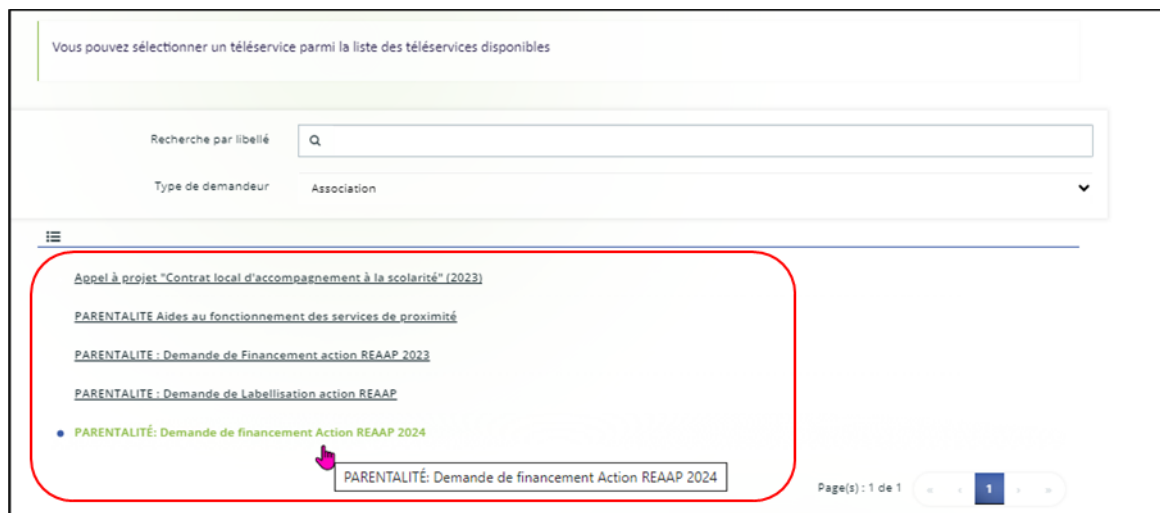 Vous pouvez sélectionner un téléservice parmi la liste des téléservices disponibles
Recherche par libellé
Type de demandeur Association
Appel à projet "Contrat local d'accompagnement à la scolarité" (2023)
PARENTALITE Aides au fonctionnement des services de proximité
PARENTALITE : Demande de Financement action REAAP 2023
PARENTALITE : Demande de Labellisation action REAAP
PARENTALITÉ: Demande de financement Action REAAP 2024
PARENTALITÉ: Demande de financement Action REAAP 2024
Page(s) : 1 de 1 « ‹ 1 › »